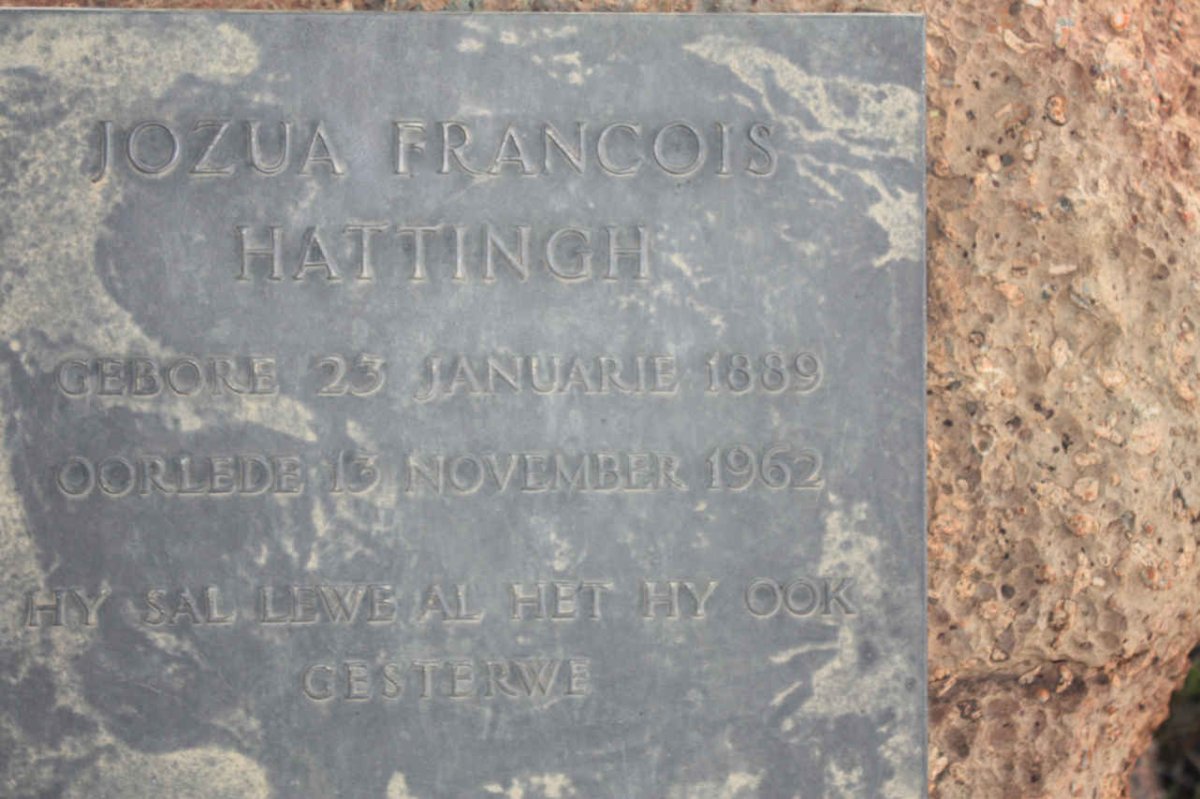 JOZUA FRANCOIS
HATTINGH
GEBORE 23 JANUARIE 1889
OORLEDE 13 NOVEMBER 1962
HY SAL LEWE AL HET HY OOK
GESTERWE